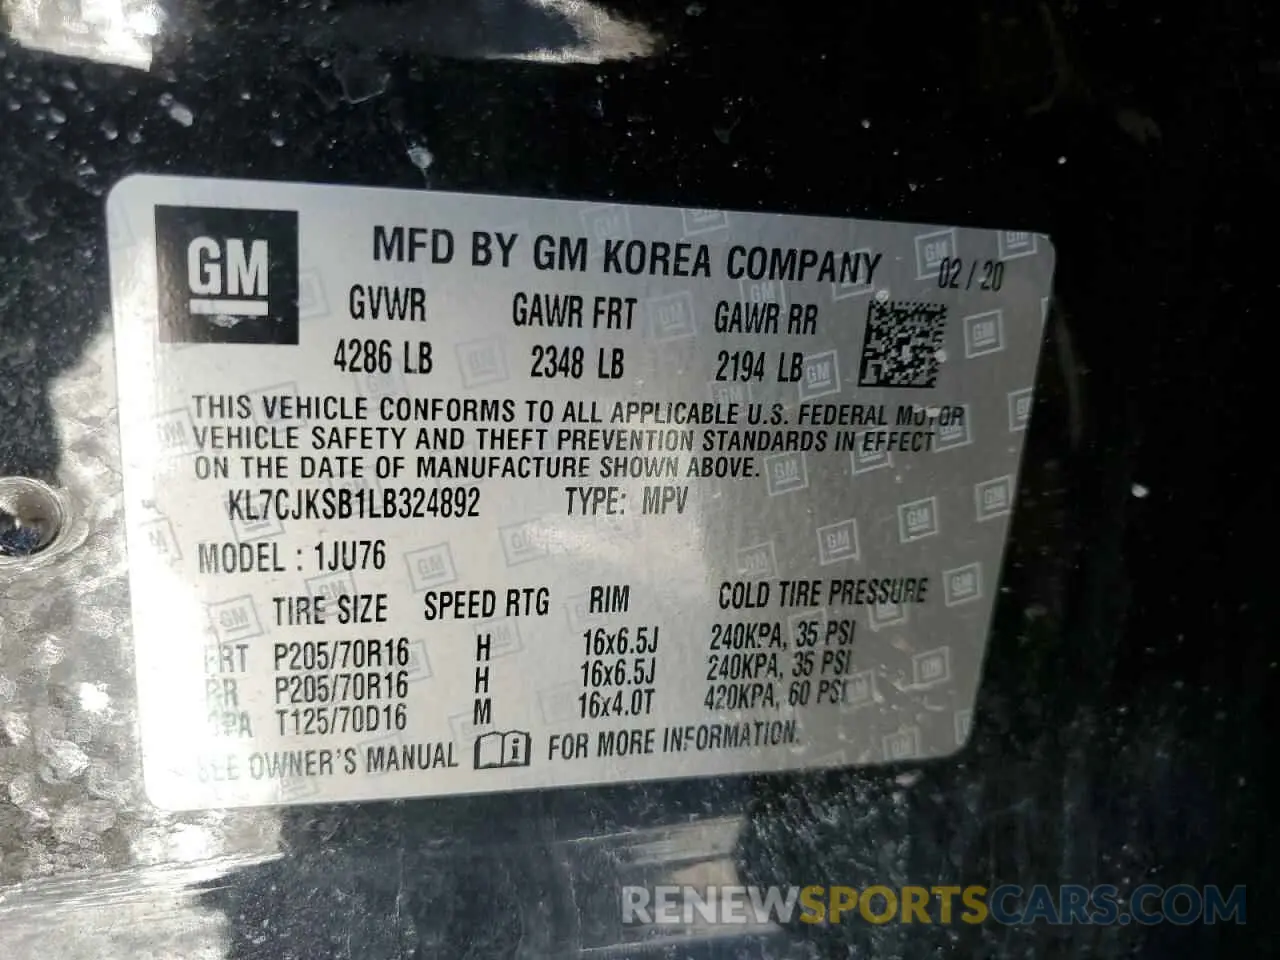 GM
MFD BY GM KOREA COMPANY 02/20
GVWR GAWR FRT GAWR RR
4286 LB 2348 LB 2194 LB
THIS VEHICLE CONFORMS TO ALL APPLICABLE U.S. FEDERAL MOTOR
VEHICLE SAFETY AND THEFT PREVENTION STANDARDS IN EFFECT
ON THE DATE OF MANUFACTURE SHOWN ABOVE.
KL7CJKSB1LB324892 TYPE: MPV
MODEL : 1JU76
TIRE SIZE SPEED RTG RIM COLD TIRE PRESSURE
FRT P205/70R16 H 16x6.5J 240KPA, 35 PSI
RR P205/70R16 H 16x6.5J 240KPA, 35 PSI
SPA T125/70D16 M 16x4.0T 420KPA, 60 PSI
SEE OWNER'S MANUAL FOR MORE INFORMATION.
RENEWSPORTSCARS.COM